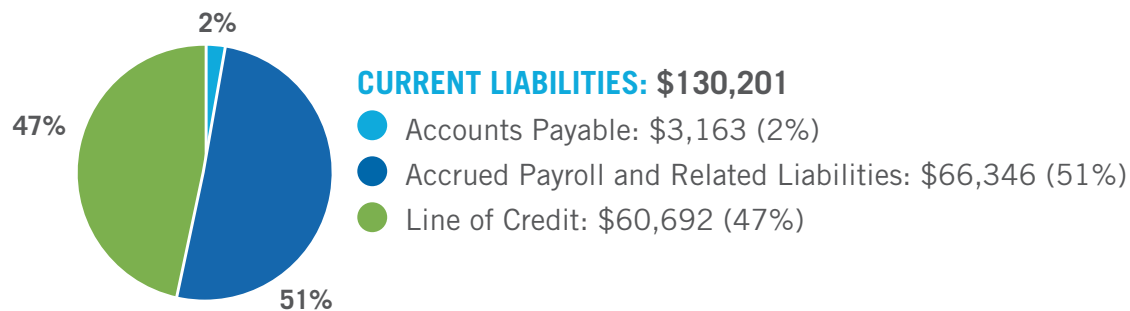 2%
47%
51%
CURRENT LIABILITIES: $130,201
Accounts Payable: $3,163 (2%)
Accrued Payroll and Related Liabilities: $66,346 (51%)
Line of Credit: $60,692 (47%)